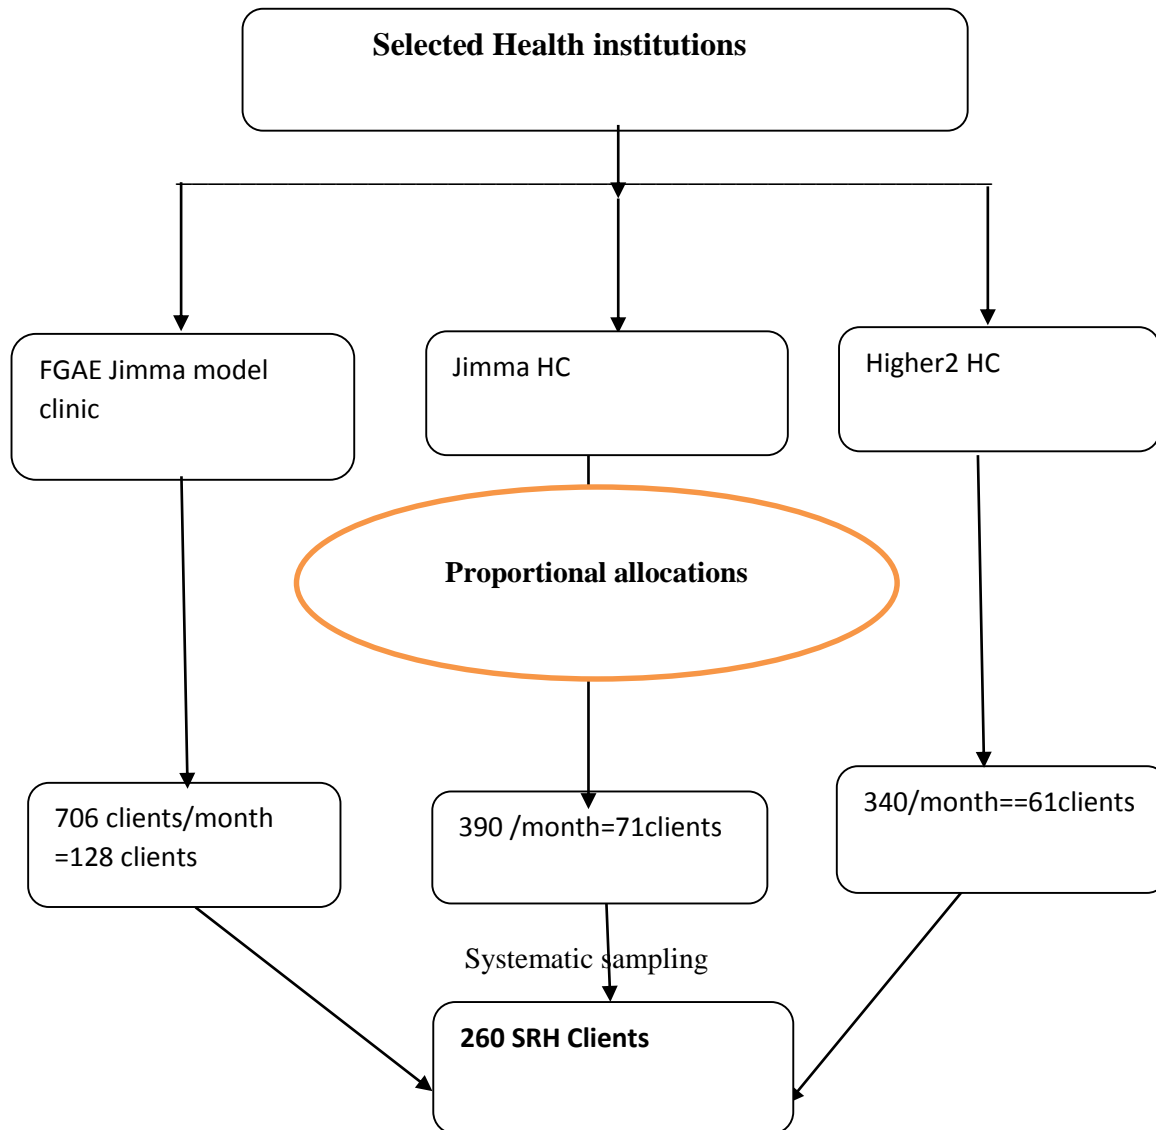 Selected Health institutions
FGAE Jimma model
clinic
Jimma HC
Higher2 HC
Proportional allocations
706 clients/month
=128 clients
390 /month=71clients
340/month==61clients
Systematic sampling
260 SRH Clients